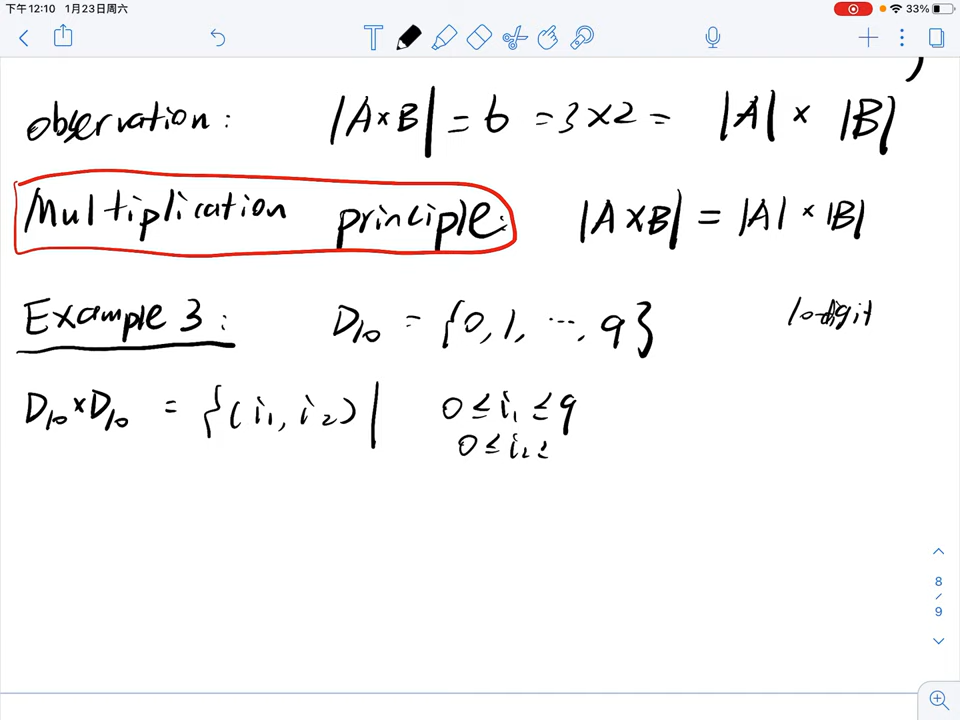 下午12:10 1月23日周六 33%
observation: |A×B| = 6 = 3×2 = |A| × |B|
Multiplication principle: |A×B| = |A| × |B|
Example 3: D₁₀ = {0, 1, ..., 9} 10-digit
D₁₀×D₁₀ = {(i₁, i₂) | 0 ≤ i₁ ≤ 9
0 ≤ i₂ ≤
8
/
9